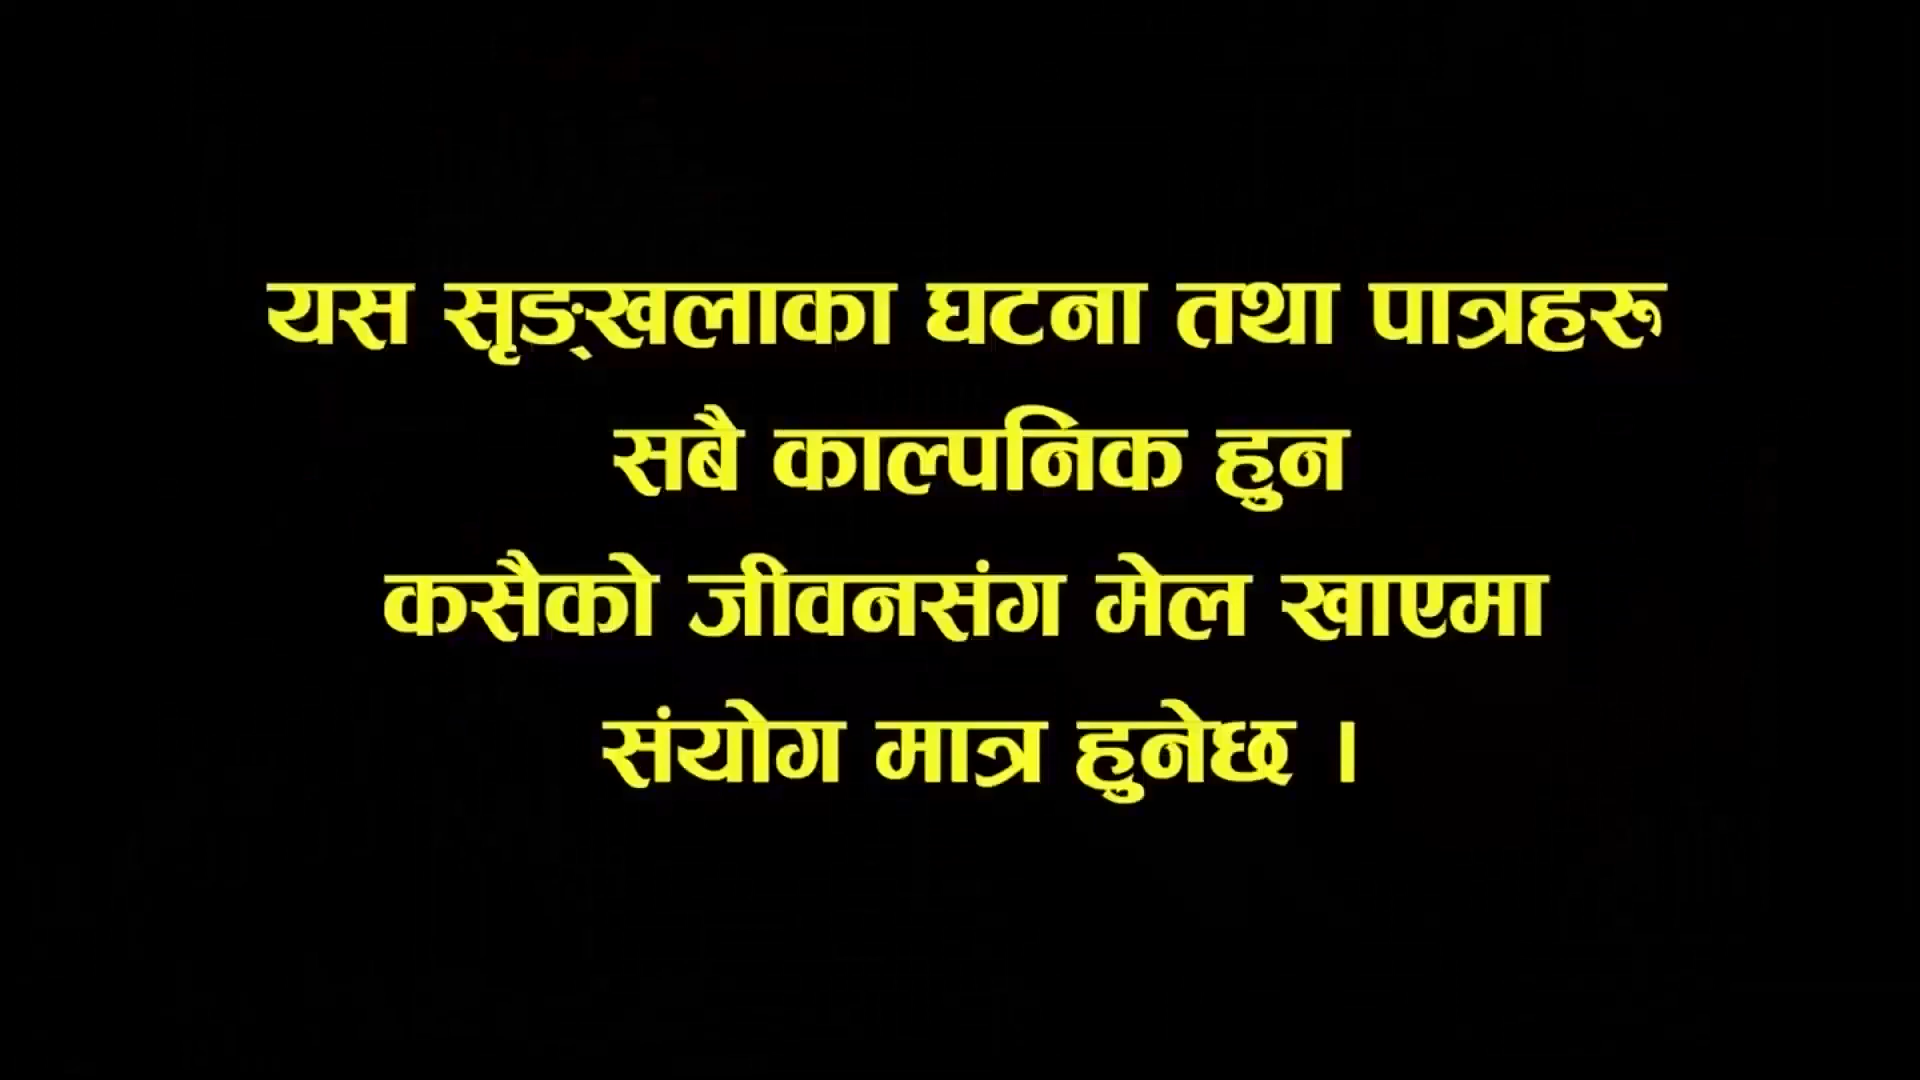 यस सृङ्खलाका घटना तथा पात्रहरु
सबै काल्पनिक हुन
कसैको जीवनसंग मेल खाएमा
संयोग मात्र हुनेछ ।